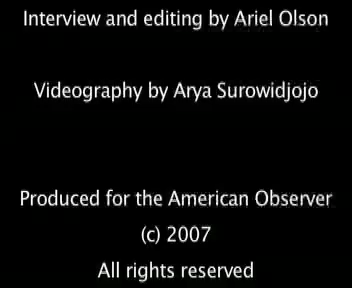 Interview and editing by Ariel Olson
Videography by Arya Surowidjojo
Produced for the American Observer
(c) 2007
All rights reserved